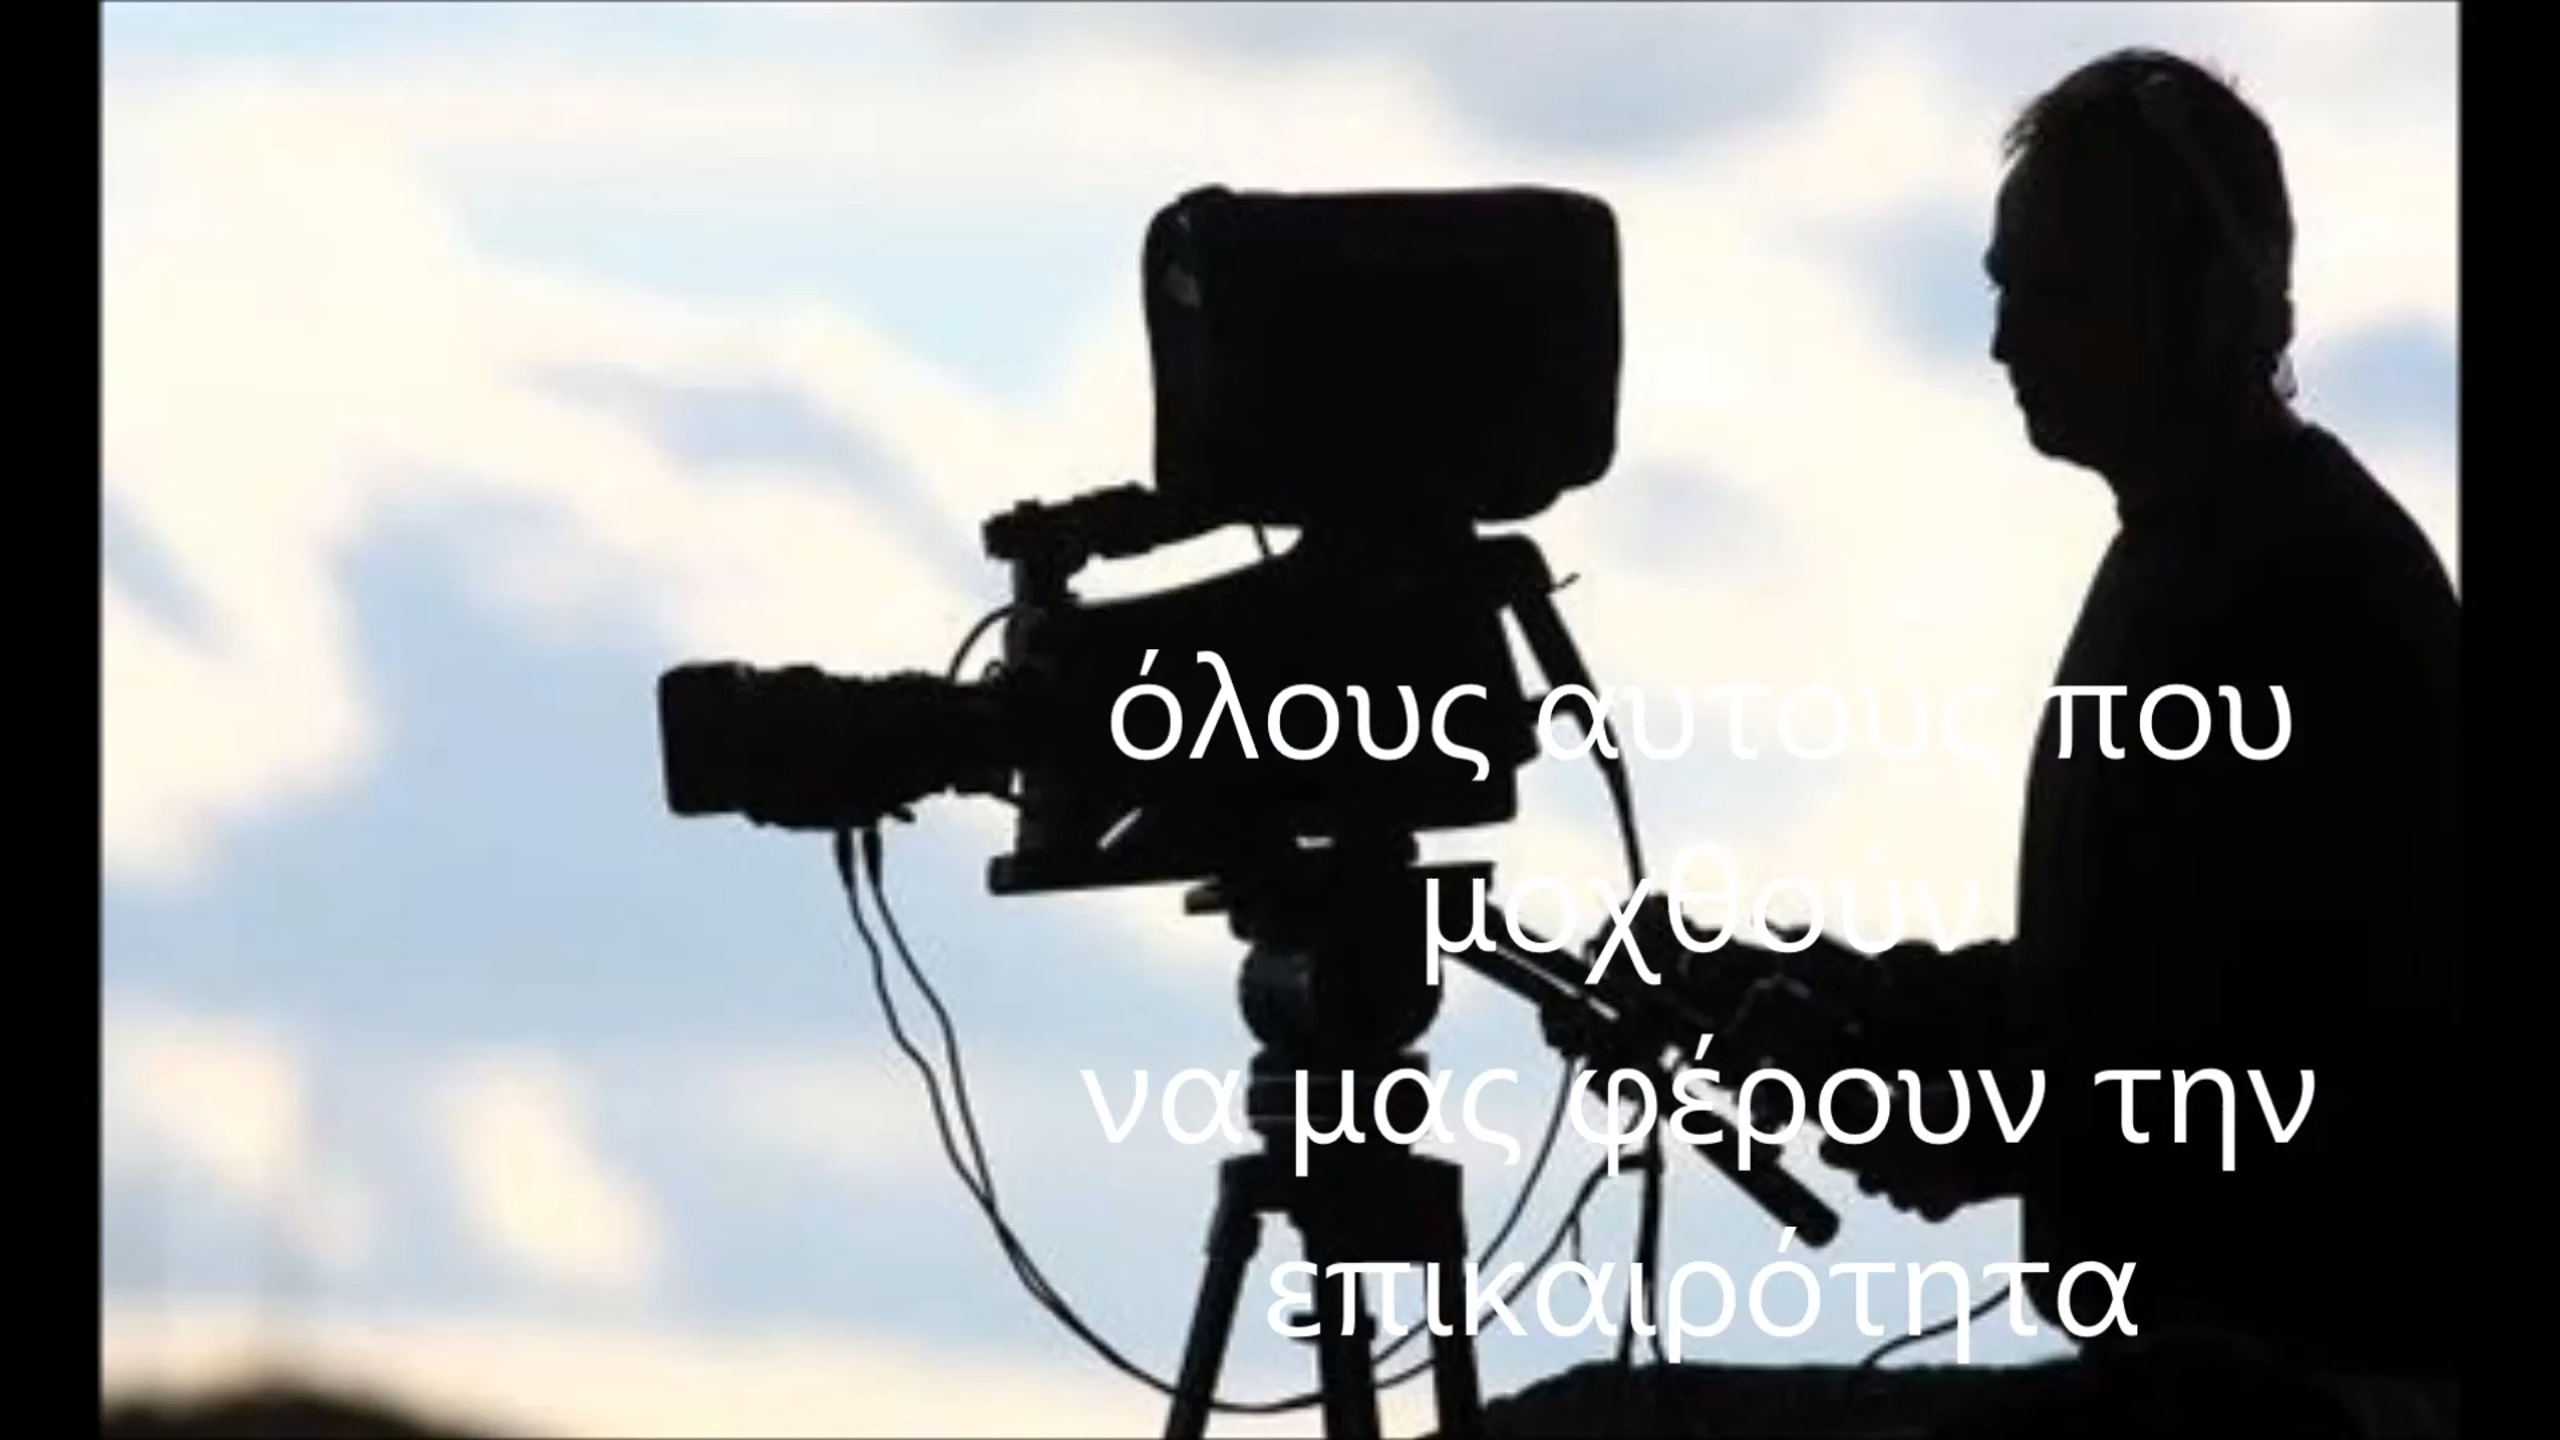 όλους αυτούς που
μοχθούν
να μας φέρουν την
επικαιρότητα